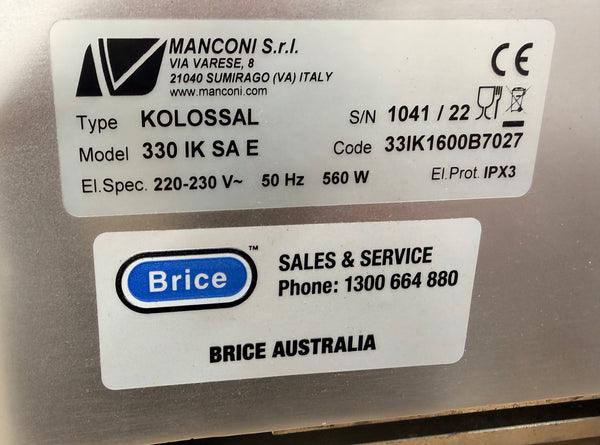 MANCONI S.r.l.
VIA VARESE, 8
21040 SUMIRAGO (VA) ITALY
www.manconi.com
CE
Type KOLOSSAL S/N 1041 / 22
Model 330 IK SA E Code 33IK1600B7027
El.Spec. 220-230 V~ 50 Hz 560 W El.Prot. IPX3
Brice™
SALES & SERVICE
Phone: 1300 664 880
BRICE AUSTRALIA